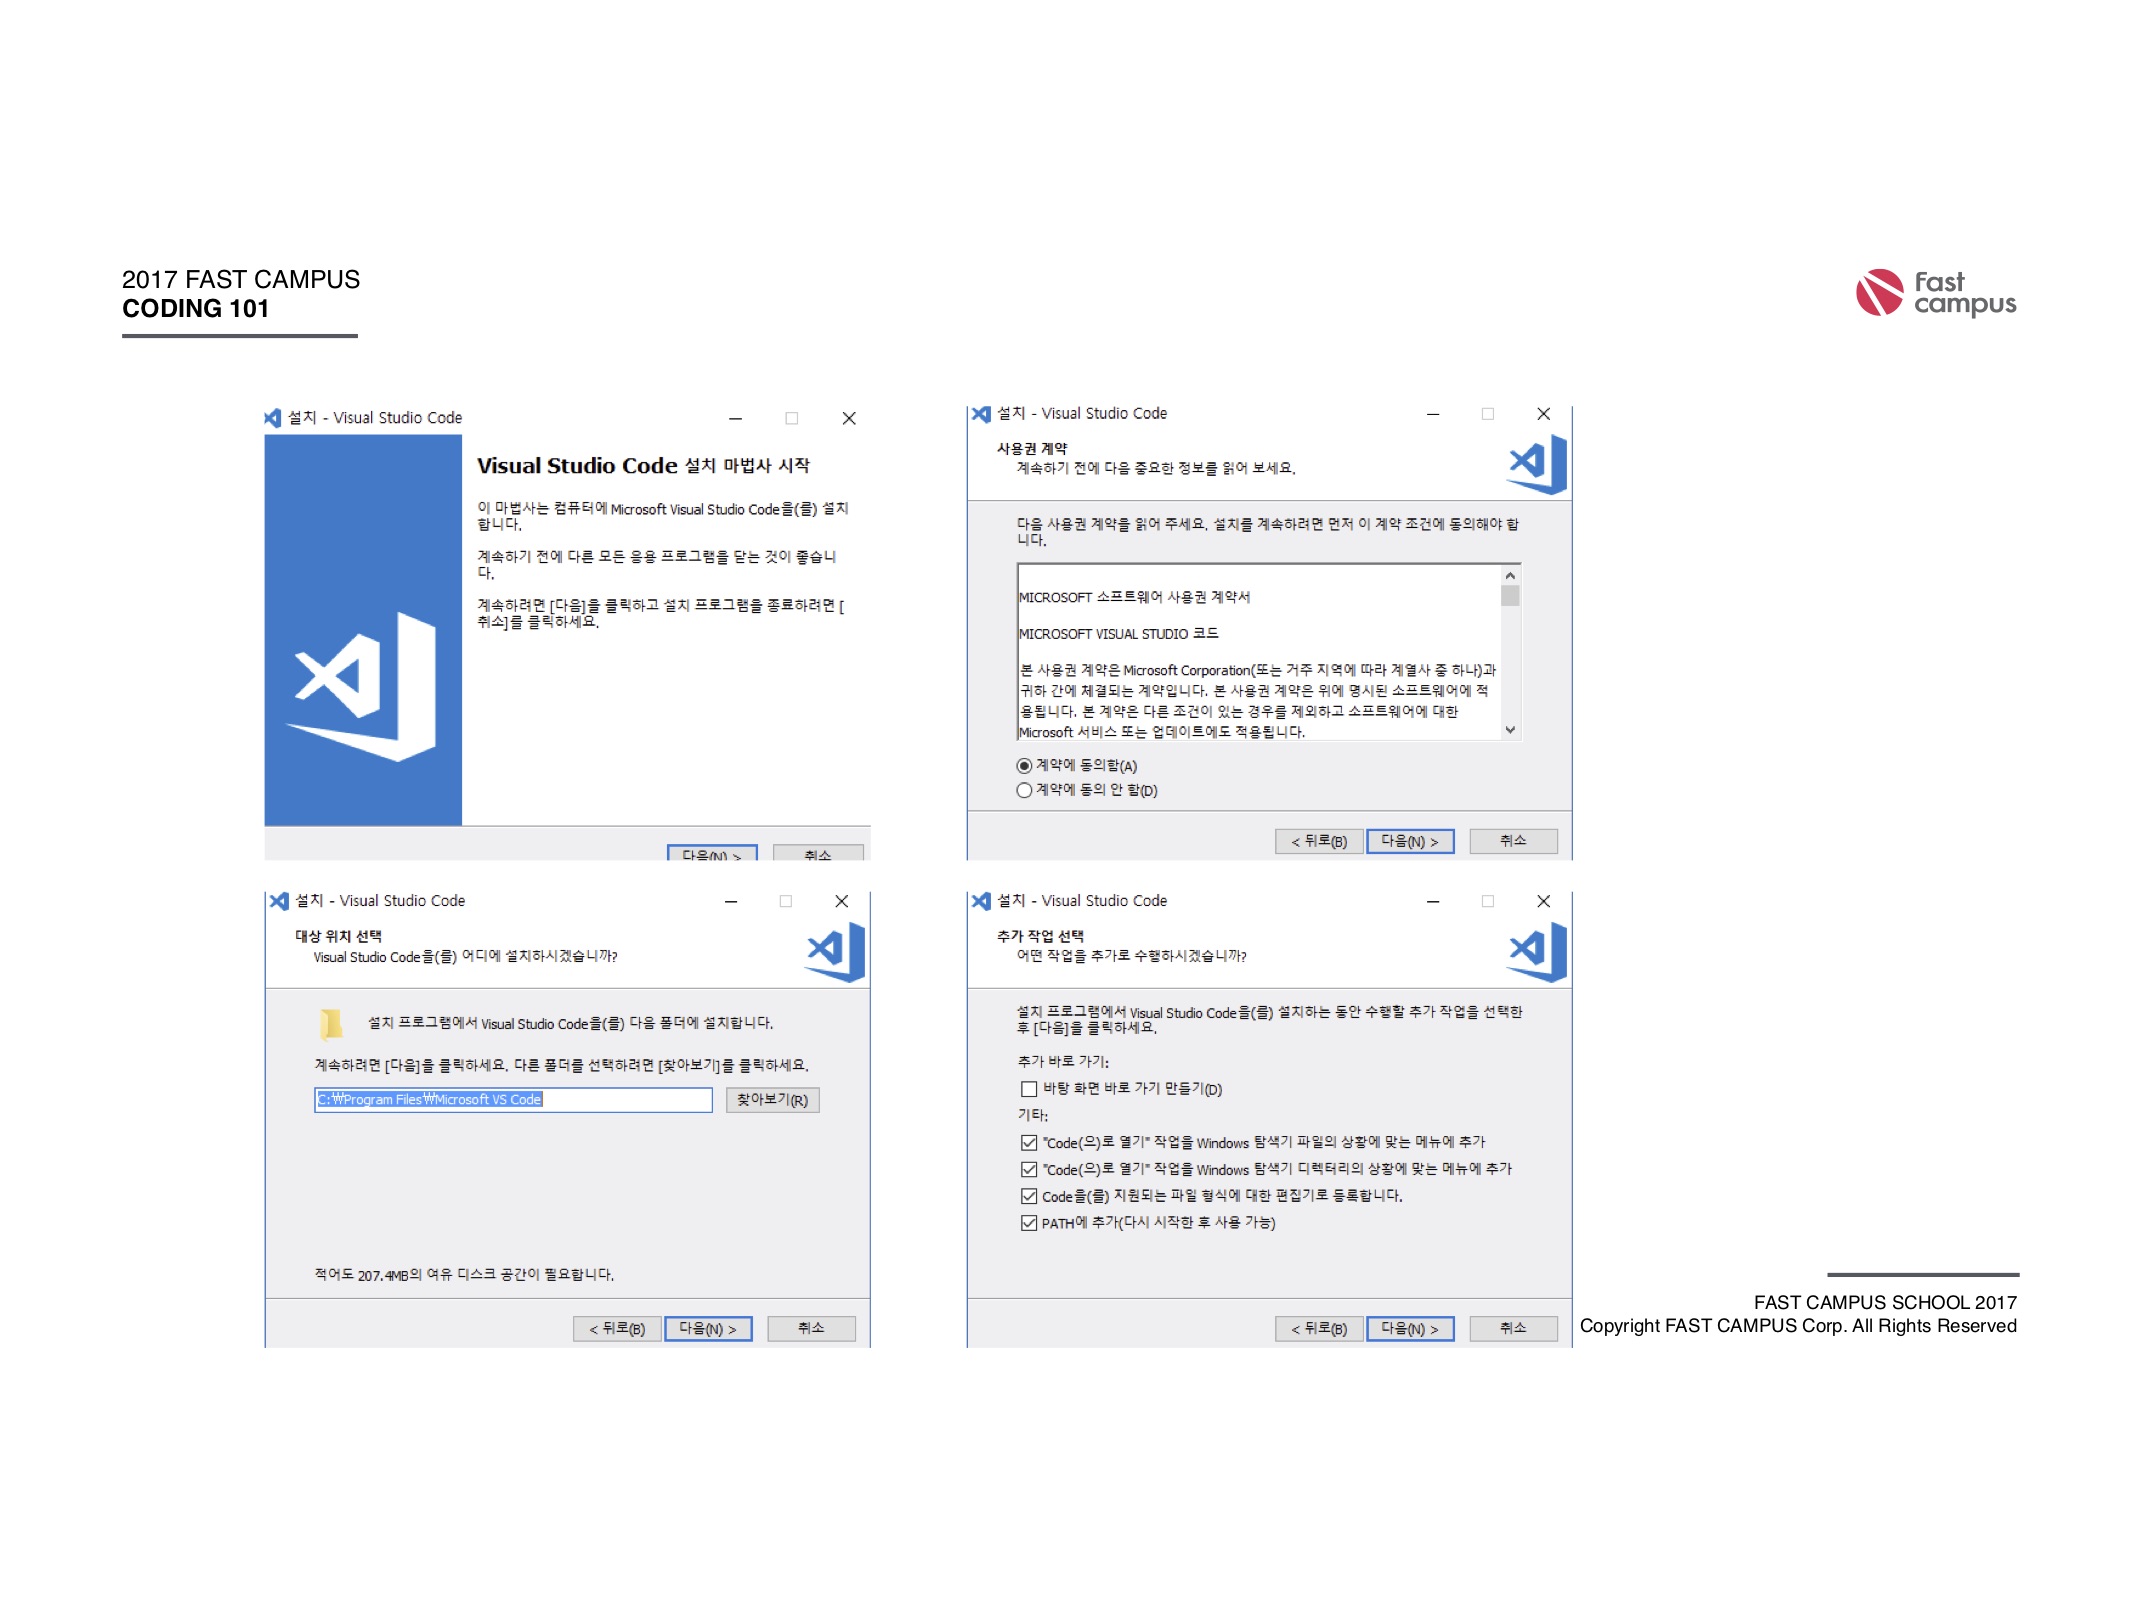 2017 FAST CAMPUS
CODING 101
Fast
campus
설치 - Visual Studio Code
Visual Studio Code 설치 마법사 시작
이 마법사는 컴퓨터에 Microsoft Visual Studio Code을(를) 설치
합니다.
계속하기 전에 다른 모든 응용 프로그램을 닫는 것이 좋습니
다.
계속하려면 [다음]을 클릭하고 설치 프로그램을 종료하려면 [
취소]를 클릭하세요.
다음(N) >
취소
설치 - Visual Studio Code
사용권 계약
계속하기 전에 다음 중요한 정보를 읽어 보세요.
다음 사용권 계약을 읽어 주세요. 설치를 계속하려면 먼저 이 계약 조건에 동의해야 합
니다.
MICROSOFT 소프트웨어 사용권 계약서
MICROSOFT VISUAL STUDIO 코드
본 사용권 계약은 Microsoft Corporation(또는 거주 지역에 따라 계열사 중 하나)과
귀하 간에 체결되는 계약입니다. 본 사용권 계약은 위에 명시된 소프트웨어에 적
용됩니다. 본 계약은 다른 조건이 있는 경우를 제외하고 소프트웨어에 대한
Microsoft 서비스 또는 업데이트에도 적용됩니다.
계약에 동의함(A)
계약에 동의 안 함(D)
< 뒤로(B)
다음(N) >
취소
설치 - Visual Studio Code
대상 위치 선택
Visual Studio Code을(를) 어디에 설치하시겠습니까?
설치 프로그램에서 Visual Studio Code을(를) 다음 폴더에 설치합니다.
계속하려면 [다음]을 클릭하세요. 다른 폴더를 선택하려면 [찾아보기]를 클릭하세요.
C:₩Program Files₩Microsoft VS Code
찾아보기(R)
적어도 207.4MB의 여유 디스크 공간이 필요합니다.
< 뒤로(B)
다음(N) >
취소
설치 - Visual Studio Code
추가 작업 선택
어떤 작업을 추가로 수행하시겠습니까?
설치 프로그램에서 Visual Studio Code을(를) 설치하는 동안 수행할 추가 작업을 선택한
후 [다음]을 클릭하세요.
추가 바로 가기:
바탕 화면 바로 가기 만들기(D)
기타:
"Code(으)로 열기" 작업을 Windows 탐색기 파일의 상황에 맞는 메뉴에 추가
"Code(으)로 열기" 작업을 Windows 탐색기 디렉터리의 상황에 맞는 메뉴에 추가
Code을(를) 지원되는 파일 형식에 대한 편집기로 등록합니다.
PATH에 추가(다시 시작한 후 사용 가능)
< 뒤로(B)
다음(N) >
취소
FAST CAMPUS SCHOOL 2017
Copyright FAST CAMPUS Corp. All Rights Reserved